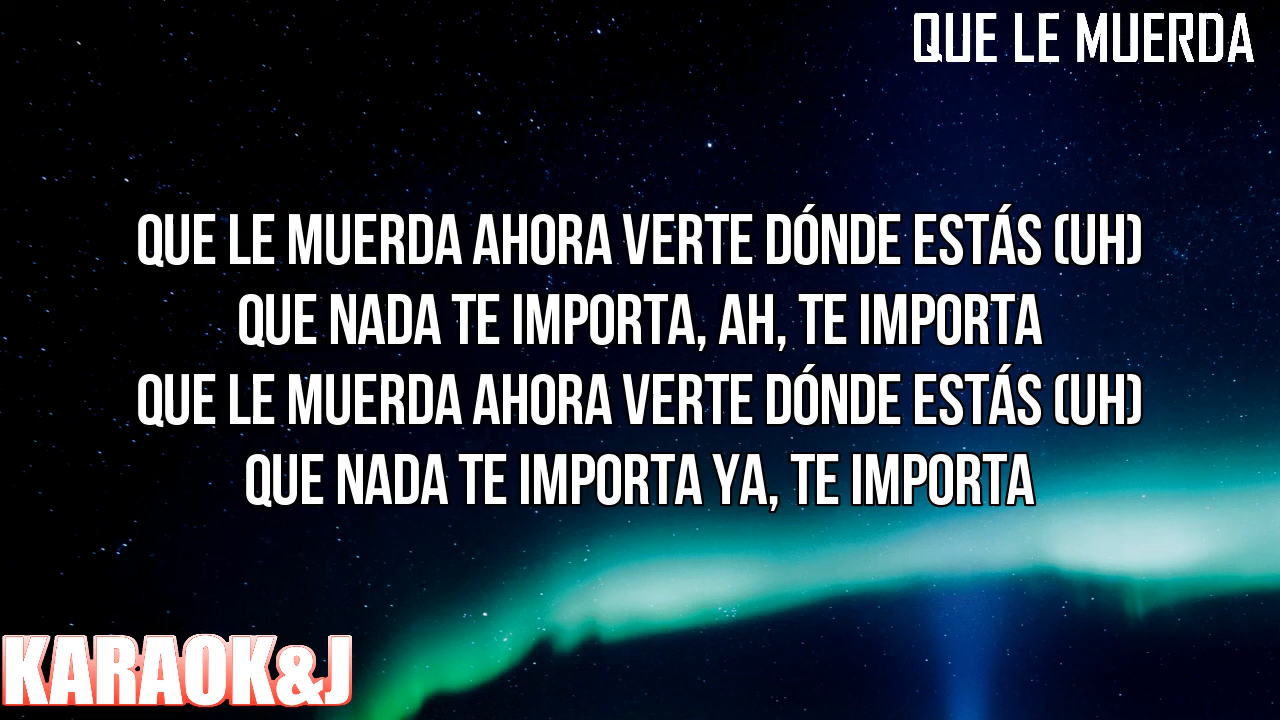 QUE LE MUERDA
QUE LE MUERDA AHORA VERTE DÓNDE ESTÁS (UH)
QUE NADA TE IMPORTA, AH, TE IMPORTA
QUE LE MUERDA AHORA VERTE DÓNDE ESTÁS (UH)
QUE NADA TE IMPORTA YA, TE IMPORTA
KARAOK&J